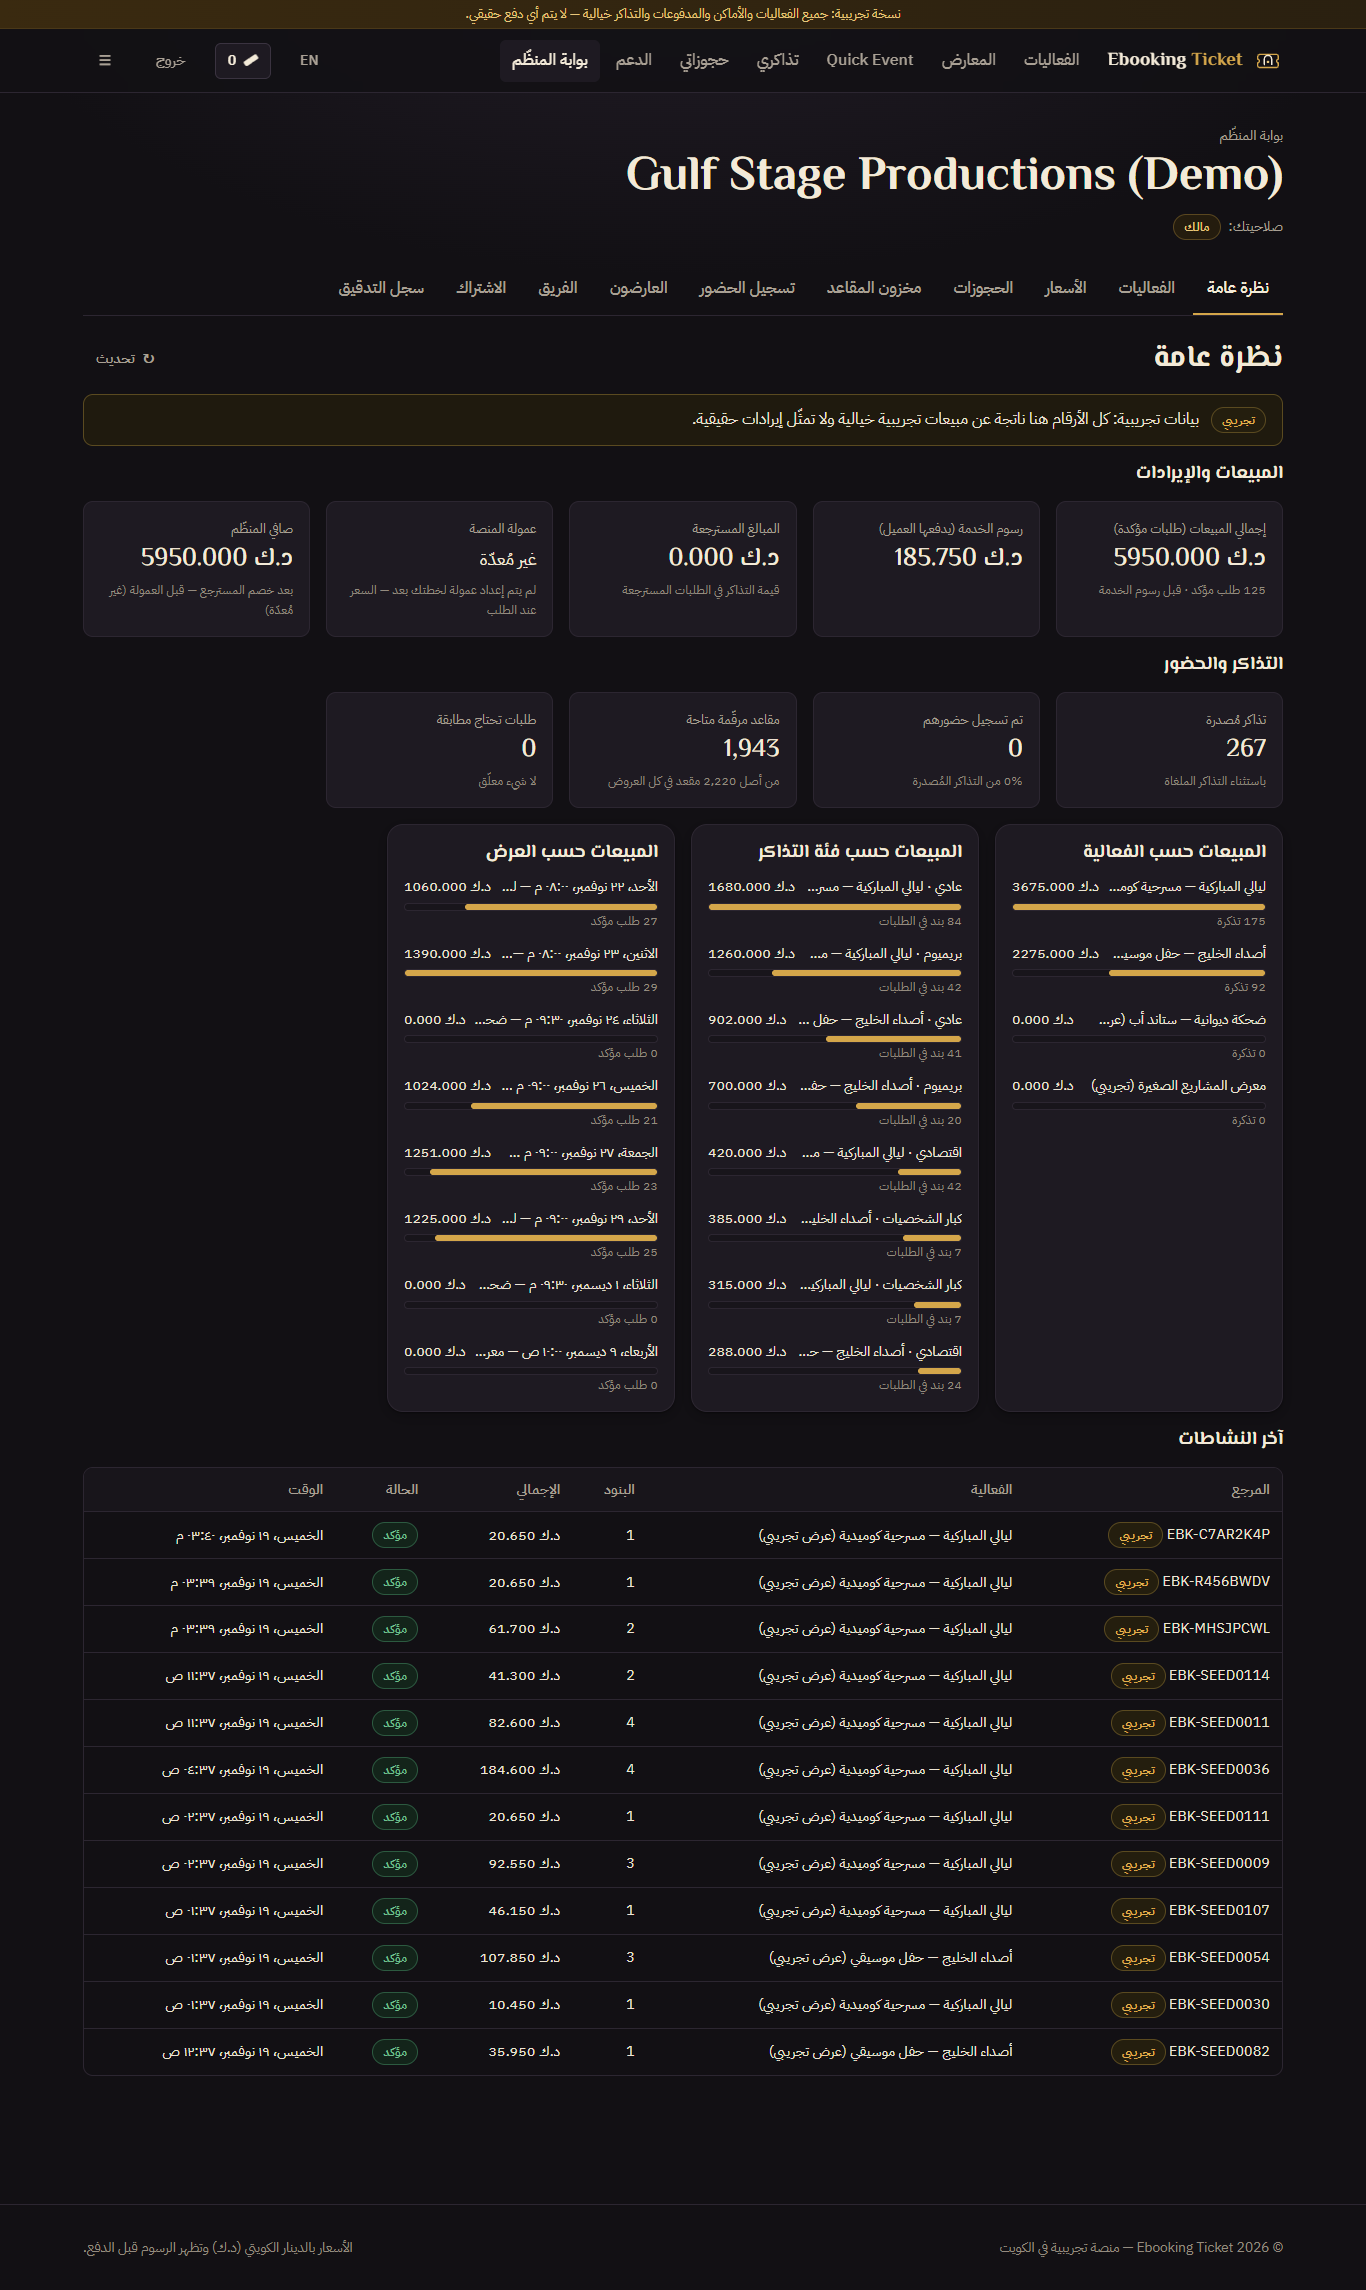 نسخة تجريبية: جميع الفعاليات والأماكن والمدفوعات والتذاكر خيالية — لا يتم أي دفع حقيقي.
Ebooking Ticket
الفعاليات
المعارض
Quick Event
تذاكري
حجوزاتي
الدعم
بوابة المنظّم
EN
0
خروج
بوابة المنظّم
Gulf Stage Productions (Demo)
صلاحيتك: مالك
نظرة عامة
الفعاليات
الأسعار
الحجوزات
مخزون المقاعد
تسجيل الحضور
العارضون
الفريق
الاشتراك
سجل التدقيق
نظرة عامة
↻ تحديث
تجريبي بيانات تجريبية: كل الأرقام هنا ناتجة عن مبيعات تجريبية خيالية ولا تمثّل إيرادات حقيقية.
المبيعات والإيرادات
إجمالي المبيعات (طلبات مؤكدة)
د.ك 5950.000
125 طلب مؤكد · قبل رسوم الخدمة
رسوم الخدمة (يدفعها العميل)
د.ك 185.750
المبالغ المسترجعة
د.ك 0.000
قيمة التذاكر في الطلبات المسترجعة
عمولة المنصة
غير مُعدّة
لم يتم إعداد عمولة لخطتك بعد — السعر
عند الطلب
صافي المنظّم
د.ك 5950.000
بعد خصم المسترجع — قبل العمولة (غير
مُعدّة)
التذاكر والحضور
تذاكر مُصدرة
267
باستثناء التذاكر الملغاة
تم تسجيل حضورهم
0
0% من التذاكر المُصدرة
مقاعد مرقّمة متاحة
1,943
من أصل 2,220 مقعد في كل العروض
طلبات تحتاج مطابقة
0
لا شيء معلّق
المبيعات حسب الفعالية
ليالي المباركية — مسرحية كومـ... د.ك 3675.000
175 تذكرة
أصداء الخليج — حفل موسيـ... د.ك 2275.000
92 تذكرة
ضحكة ديوانية — ستاند أب (عر... د.ك 0.000
0 تذكرة
معرض المشاريع الصغيرة (تجريبي) د.ك 0.000
0 تذكرة
المبيعات حسب فئة التذاكر
عادي · ليالي المباركية — مسر... د.ك 1680.000
84 بند في الطلبات
بريميوم · ليالي المباركية — مـ... د.ك 1260.000
42 بند في الطلبات
عادي · أصداء الخليج — حفل ... د.ك 902.000
41 بند في الطلبات
بريميوم · أصداء الخليج — حفـ... د.ك 700.000
20 بند في الطلبات
اقتصادي · ليالي المباركية — مـ... د.ك 420.000
42 بند في الطلبات
كبار الشخصيات · أصداء الخليـ... د.ك 385.000
7 بند في الطلبات
كبار الشخصيات · ليالي المباركيـ... د.ك 315.000
7 بند في الطلبات
اقتصادي · أصداء الخليج — حـ... د.ك 288.000
24 بند في الطلبات
المبيعات حسب العرض
الأحد، ٢٢ نوفمبر، ٠٨:٠٠ م — لـ... د.ك 1060.000
27 طلب مؤكد
الاثنين، ٢٣ نوفمبر، ٠٨:٠٠ م —... د.ك 1390.000
29 طلب مؤكد
الثلاثاء، ٢٤ نوفمبر، ٠٩:٣٠ م — ضحـ... د.ك 0.000
0 طلب مؤكد
الخميس، ٢٦ نوفمبر، ٠٩:٠٠ م ... د.ك 1024.000
21 طلب مؤكد
الجمعة، ٢٧ نوفمبر، ٠٩:٠٠ م ... د.ك 1251.000
23 طلب مؤكد
الأحد، ٢٩ نوفمبر، ٠٩:٠٠ م — لـ... د.ك 1225.000
25 طلب مؤكد
الثلاثاء، ١ ديسمبر، ٠٩:٣٠ م — ضحـ... د.ك 0.000
0 طلب مؤكد
الأربعاء، ٩ ديسمبر، ١٠:٠٠ ص — معر... د.ك 0.000
0 طلب مؤكد
آخر النشاطات
المرجع الفعالية البنود الإجمالي الحالة الوقت
EBK-C7AR2K4P تجريبي ليالي المباركية — مسرحية كوميدية (عرض تجريبي) 1 د.ك 20.650 مؤكد الخميس، ١٩ نوفمبر، ٠٣:٤٠ م
EBK-R456BWDV تجريبي ليالي المباركية — مسرحية كوميدية (عرض تجريبي) 1 د.ك 20.650 مؤكد الخميس، ١٩ نوفمبر، ٠٣:٣٩ م
EBK-MHSJPCWL تجريبي ليالي المباركية — مسرحية كوميدية (عرض تجريبي) 2 د.ك 61.700 مؤكد الخميس، ١٩ نوفمبر، ٠٣:٣٩ م
EBK-SEED0114 تجريبي ليالي المباركية — مسرحية كوميدية (عرض تجريبي) 2 د.ك 41.300 مؤكد الخميس، ١٩ نوفمبر، ١١:٣٧ ص
EBK-SEED0011 تجريبي ليالي المباركية — مسرحية كوميدية (عرض تجريبي) 4 د.ك 82.600 مؤكد الخميس، ١٩ نوفمبر، ١١:٣٧ ص
EBK-SEED0036 تجريبي ليالي المباركية — مسرحية كوميدية (عرض تجريبي) 4 د.ك 184.600 مؤكد الخميس، ١٩ نوفمبر، ٠٤:٣٧ ص
EBK-SEED0111 تجريبي ليالي المباركية — مسرحية كوميدية (عرض تجريبي) 1 د.ك 20.650 مؤكد الخميس، ١٩ نوفمبر، ٠٢:٣٧ ص
EBK-SEED0009 تجريبي ليالي المباركية — مسرحية كوميدية (عرض تجريبي) 3 د.ك 92.550 مؤكد الخميس، ١٩ نوفمبر، ٠٢:٣٧ ص
EBK-SEED0107 تجريبي ليالي المباركية — مسرحية كوميدية (عرض تجريبي) 1 د.ك 46.150 مؤكد الخميس، ١٩ نوفمبر، ٠١:٣٧ ص
EBK-SEED0054 تجريبي أصداء الخليج — حفل موسيقي (عرض تجريبي) 3 د.ك 107.850 مؤكد الخميس، ١٩ نوفمبر، ٠١:٣٧ ص
EBK-SEED0030 تجريبي ليالي المباركية — مسرحية كوميدية (عرض تجريبي) 1 د.ك 10.450 مؤكد الخميس، ١٩ نوفمبر، ٠١:٣٧ ص
EBK-SEED0082 تجريبي أصداء الخليج — حفل موسيقي (عرض تجريبي) 1 د.ك 35.950 مؤكد الخميس، ١٩ نوفمبر، ١٢:٣٧ ص
© 2026 Ebooking Ticket — منصة تجريبية في الكويت
الأسعار بالدينار الكويتي (د.ك) وتظهر الرسوم قبل الدفع.